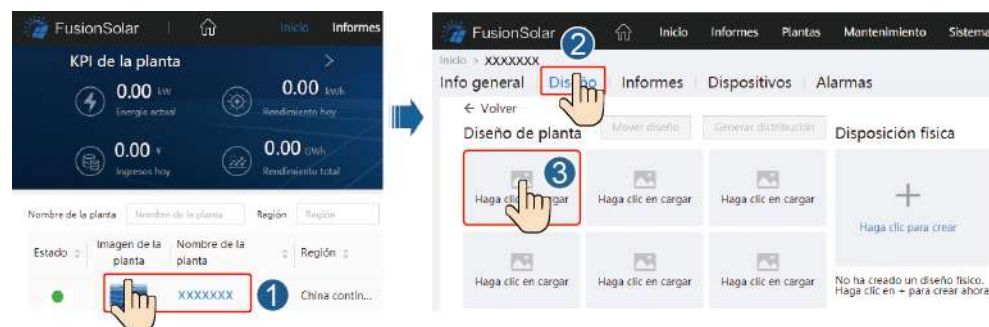 FusionSolar
Inicio Informes
KPI de la planta >
0.00 kW
Energía actual
0.00 kWh
Rendimiento hoy
0.00 ¥
Ingresos hoy
0.00 GWh
Rendimiento total
Nombre de la planta Nombre de la planta Región Región
Estado Imagen de la planta Nombre de la planta Región
XXXXXXX 1 China contin...
FusionSolar 2 Inicio Informes Plantas Mantenimiento Sistema
Inicio > XXXXXXX
Info general Diseño Informes Dispositivos Alarmas
← Volver
Diseño de planta Mover diseño Generar distribución Disposición física
3
Haga clic en cargar Haga clic en cargar Haga clic en cargar
+
Haga clic para crear
Haga clic en cargar Haga clic en cargar Haga clic en cargar
No ha creado un diseño físico.
Haga clic en + para crear ahora